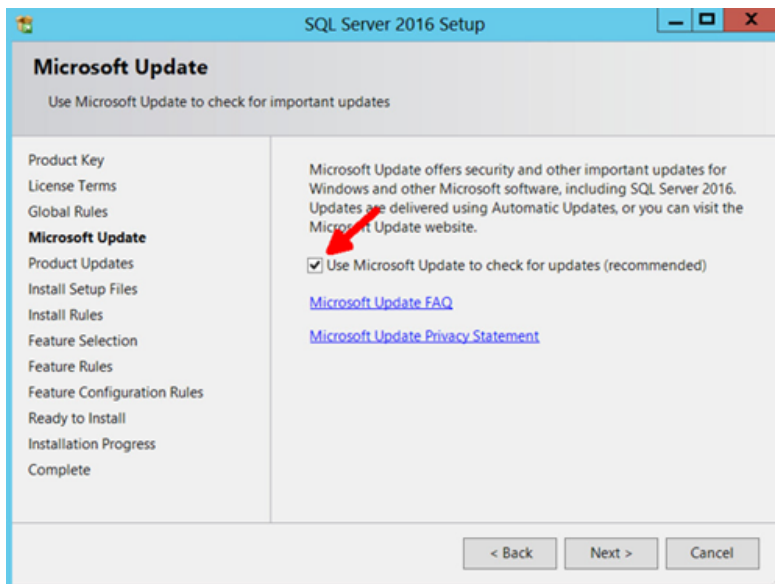 SQL Server 2016 Setup
Microsoft Update
Use Microsoft Update to check for important updates
Product Key
License Terms
Global Rules
Microsoft Update
Product Updates
Install Setup Files
Install Rules
Feature Selection
Feature Rules
Feature Configuration Rules
Ready to Install
Installation Progress
Complete
Microsoft Update offers security and other important updates for
Windows and other Microsoft software, including SQL Server 2016.
Updates are delivered using Automatic Updates, or you can visit the
Microsoft Update website.
Use Microsoft Update to check for updates (recommended)
Microsoft Update FAQ
Microsoft Update Privacy Statement
< Back
Next >
Cancel